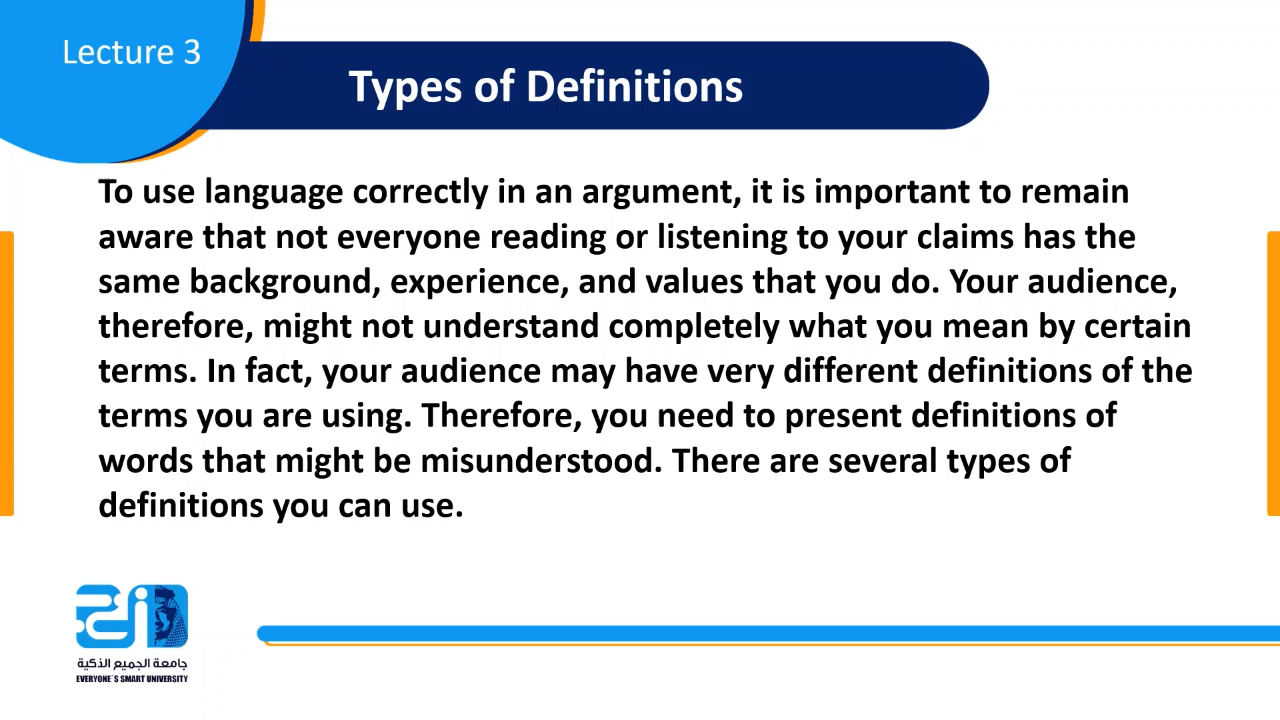 Lecture 3
Types of Definitions
To use language correctly in an argument, it is important to remain
aware that not everyone reading or listening to your claims has the
same background, experience, and values that you do. Your audience,
therefore, might not understand completely what you mean by certain
terms. In fact, your audience may have very different definitions of the
terms you are using. Therefore, you need to present definitions of
words that might be misunderstood. There are several types of
definitions you can use.
جامعة الجميع الذكية
EVERYONE`S SMART UNIVERSITY